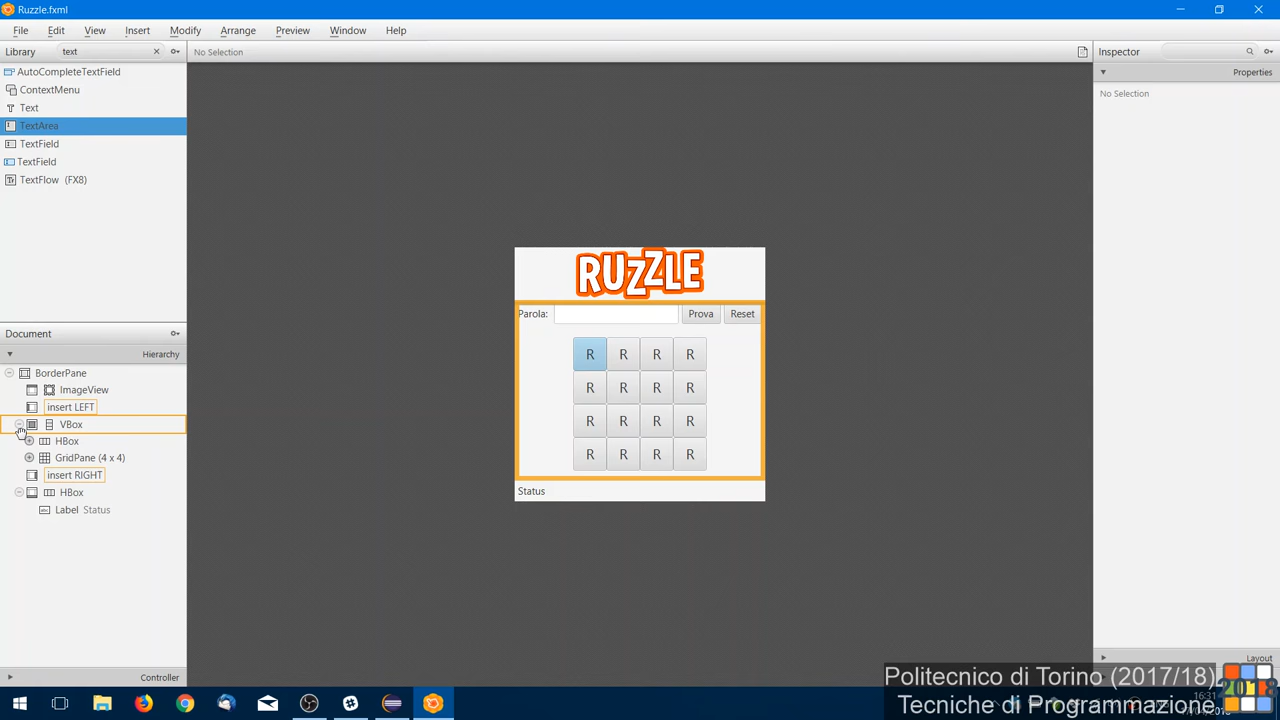 Ruzzle.fxml
File Edit View Insert Modify Arrange Preview Window Help
Library text
No Selection
Inspector
AutoCompleteTextField
ContextMenu
Text
TextArea
TextField
TextField
TextFlow (FX8)
Properties
No Selection
RUZZLE
Parola: Prova Reset
R R R R
R R R R
R R R R
R R R R
Status
Document
Hierarchy
BorderPane
ImageView
insert LEFT
VBox
HBox
GridPane (4 x 4)
insert RIGHT
HBox
Label Status
Controller
Layout
Politecnico di Torino (2017/18)
Tecniche di Programmazione
2018
16:31